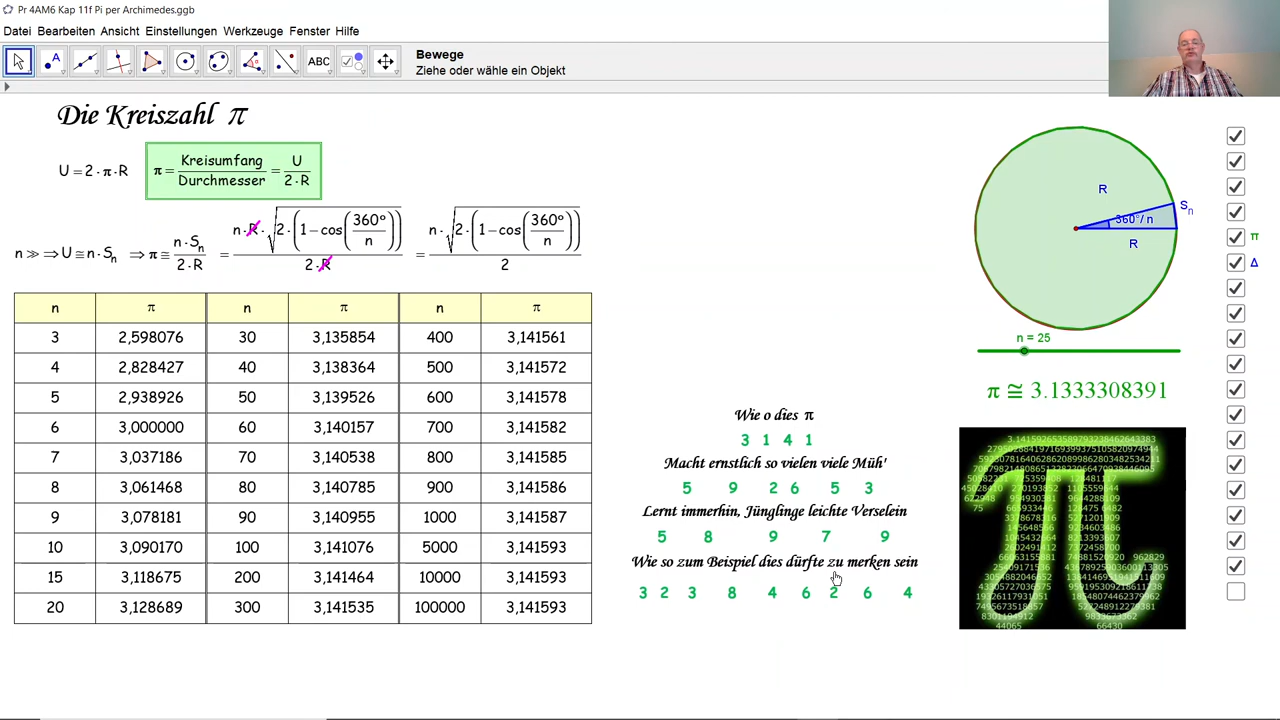 Pr 4AM6 Kap 11f Pi per Archimedes.ggb
Datei Bearbeiten Ansicht Einstellungen Werkzeuge Fenster Hilfe
ABC
Bewege
Ziehe oder wähle ein Objekt
Die Kreiszahl π
U = 2 · π · R
π = Kreisumfang / Durchmesser = U / 2 · R
n ≫ ⇒ U ≅ n · Sn ⇒ π ≅ n · Sn / 2 · R = n · R · √(2 · (1 − cos(360° / n))) / 2 · R = n · √(2 · (1 − cos(360° / n))) / 2
n π n π n π
3 2,598076 30 3,135854 400 3,141561
4 2,828427 40 3,138364 500 3,141572
5 2,938926 50 3,139526 600 3,141578
6 3,000000 60 3,140157 700 3,141582
7 3,037186 70 3,140538 800 3,141585
8 3,061468 80 3,140785 900 3,141586
9 3,078181 90 3,140955 1000 3,141587
10 3,090170 100 3,141076 5000 3,141593
15 3,118675 200 3,141464 10000 3,141593
20 3,128689 300 3,141535 100000 3,141593
Wie o dies π
3 1 4 1
Macht ernstlich so vielen viele Müh'
5 9 2 6 5 3
Lernt immerhin, Jünglinge leichte Verselein
5 8 9 7 9
Wie so zum Beispiel dies dürfte zu merken sein
3 2 3 8 4 6 2 6 4
R
Sn
360°/ n
R
π
Δ
n = 25
π ≅ 3.1333308391